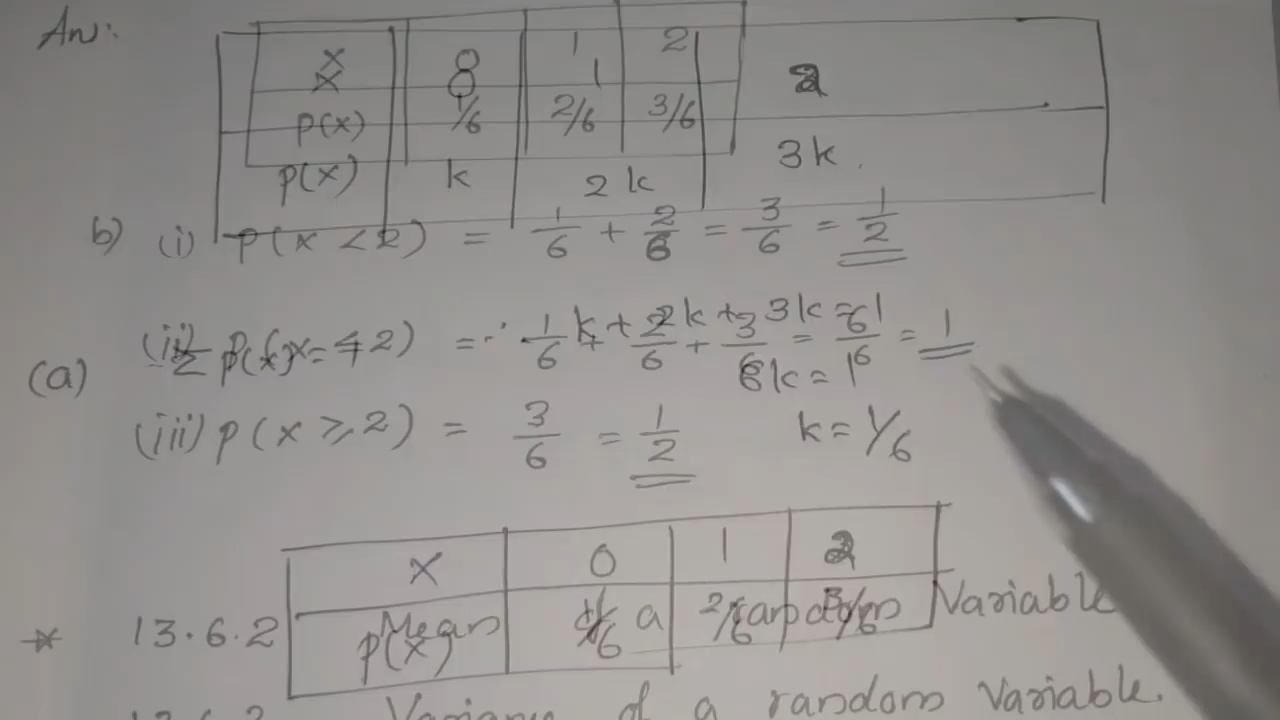 Ans:
X 0 1 2
X 0 1 2
P(x) 1/6 2/6 3/6
P(x) k 2k 3k.
b) (i) P(x < 2) = 1/6 + 2/6 = 3/6 = 1/2
(ii) P(x ≤ 2) = 1/6 + 2/6 + 3/6 = 6/6 = 1
(a) Σ P(x) = k + 2k + 3k = 1
6k = 1
(iii) P(x ≥ 2) = 3/6 = 1/2
k = 1/6
X 0 1 2
P(x) 1/6 2/6 3/6
* 13.6.2 Mean of a random Variable
Variance of a random variable.